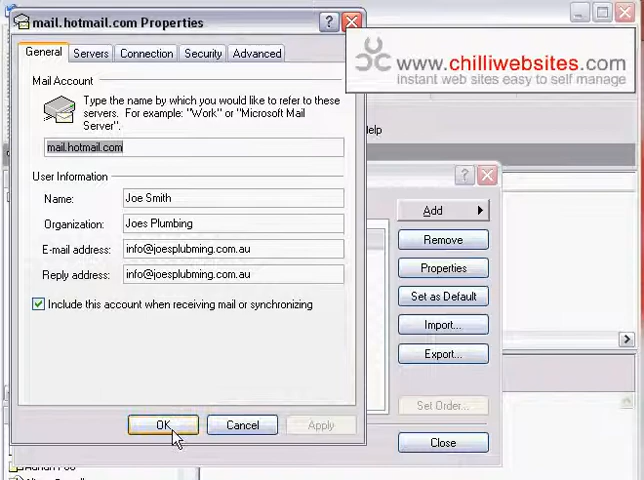 mail.hotmail.com Properties
General Servers Connection Security Advanced
www.chilliwebsites.com
instant web sites easy to self manage
Mail Account
Type the name by which you would like to refer to these
servers. For example: "Work" or "Microsoft Mail
Server".
mail.hotmail.com
User Information
Name: Joe Smith
Organization: Joes Plumbing
E-mail address: info@joesplubming.com.au
Reply address: info@joesplubming.com.au
Include this account when receiving mail or synchronizing
OK Cancel Apply
Help
Add
Remove
Properties
Set as Default
Import...
Export...
Set Order...
Close